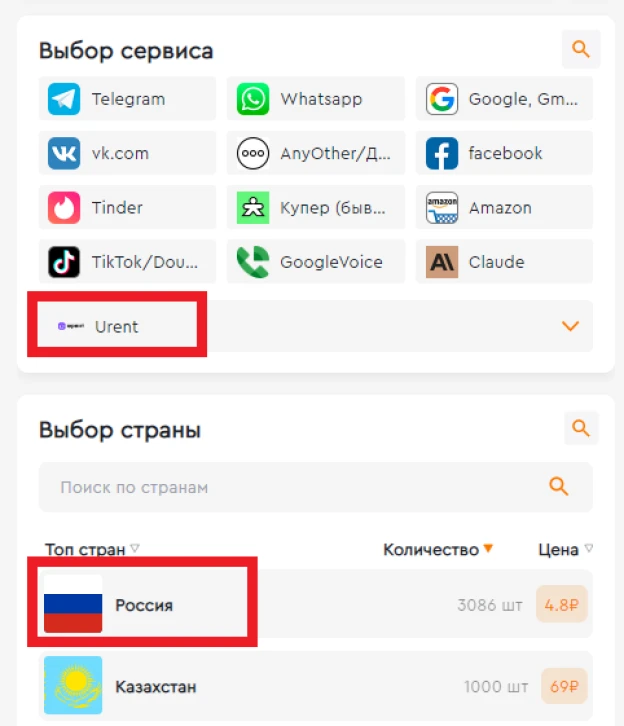 Выбор сервиса
Telegram
Whatsapp
Google, Gm...
vk.com
AnyOther/Д...
facebook
Tinder
Купер (быв...
amazon
Amazon
TikTok/Dou...
GoogleVoice
Claude
Urent
Выбор страны
Поиск по странам
Топ стран Количество Цена
Россия 3086 шт 4.8₽
Казахстан 1000 шт 69₽